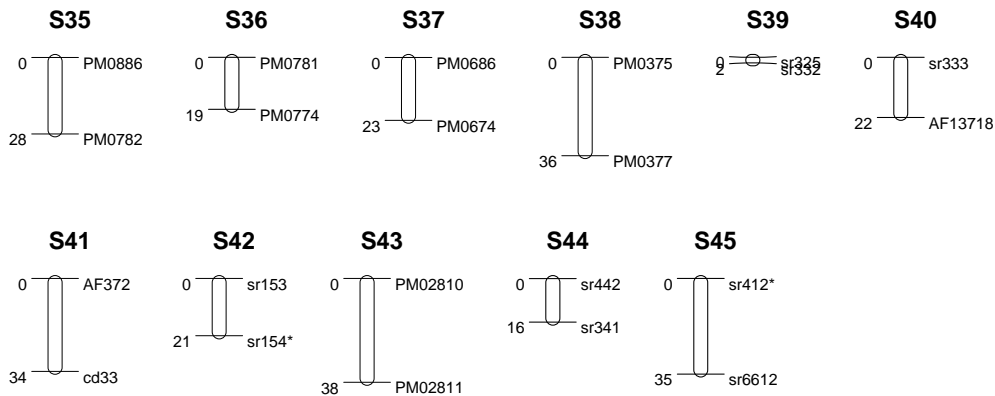 S35 S36 S37 S38 S39 S40
0 PM0886 0 PM0781 0 PM0686 0 PM0375 0 sr325 0 sr333
2 sr332
19 PM0774 23 PM0674 22 AF13718
28 PM0782 36 PM0377
S41 S42 S43 S44 S45
0 AF372 0 sr153 0 PM02810 0 sr442 0 sr412*
21 sr154* 16 sr341
34 cd33 38 PM02811 35 sr6612